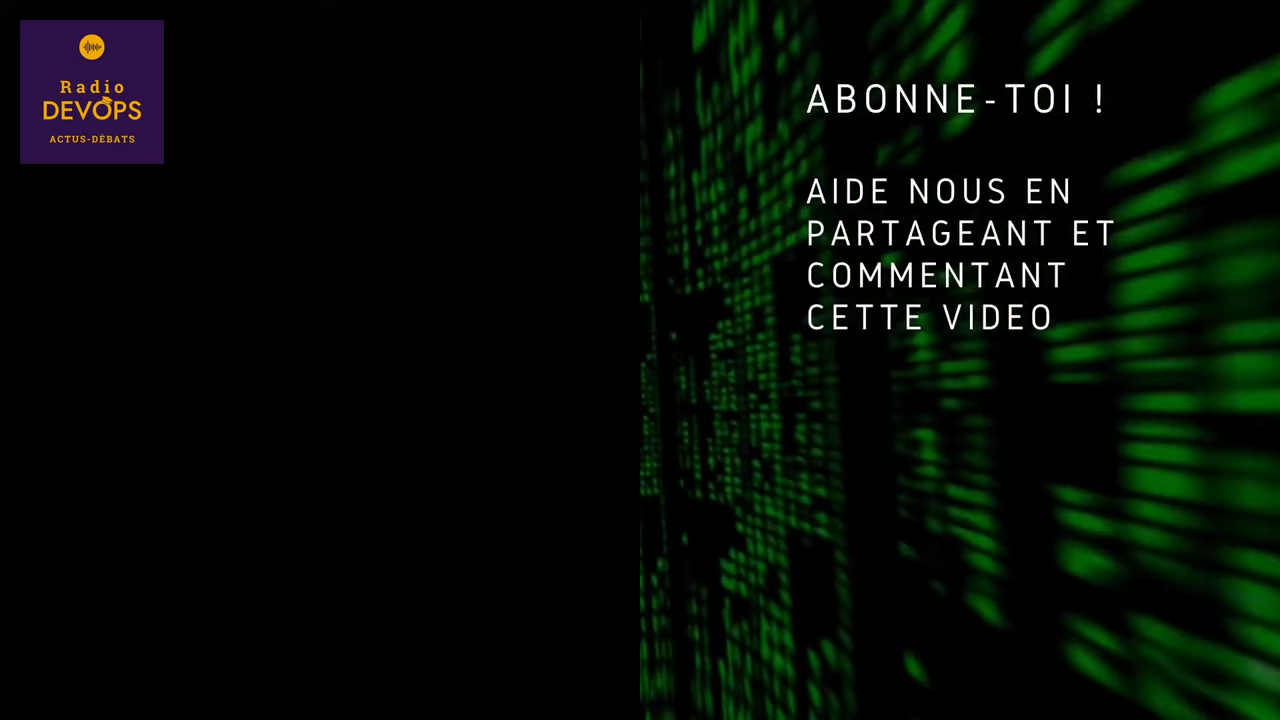 Radio
DEVOPS
ACTUS-DÉBATS
ABONNE-TOI !
AIDE NOUS EN
PARTAGEANT ET
COMMENTANT
CETTE VIDEO